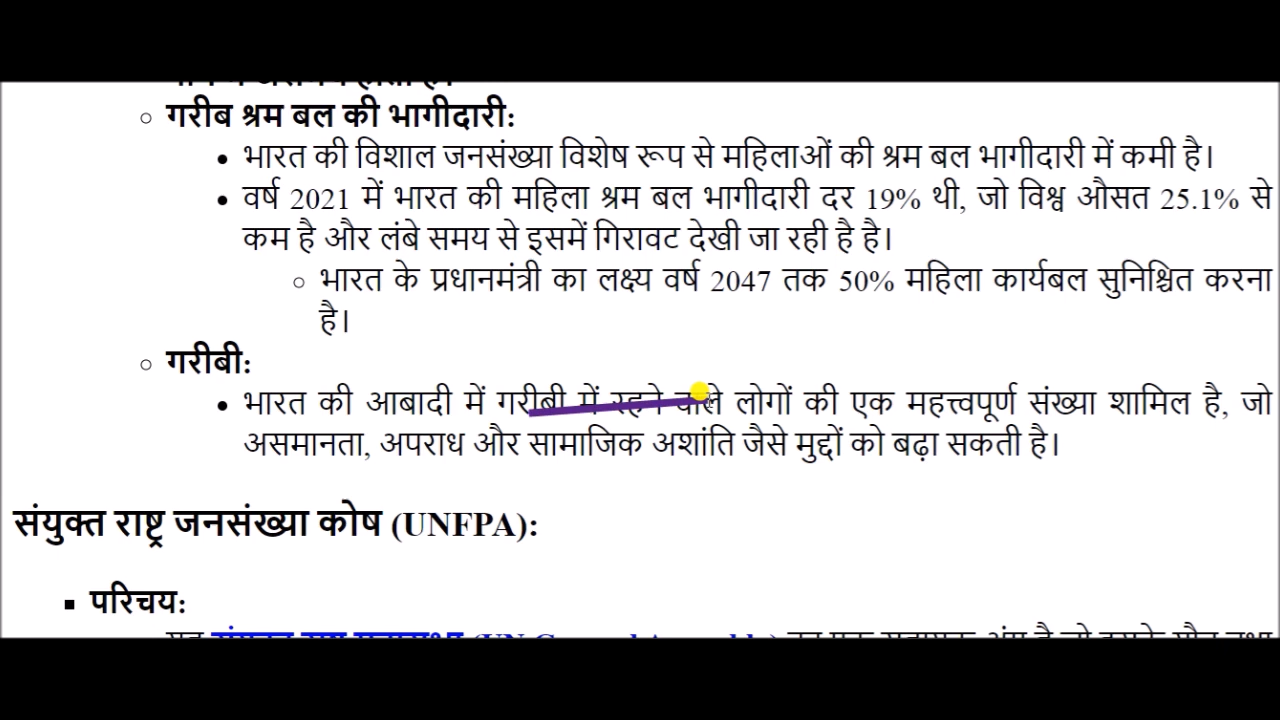 गरीब श्रम बल की भागीदारी:
भारत की विशाल जनसंख्या विशेष रूप से महिलाओं की श्रम बल भागीदारी में कमी है।
वर्ष 2021 में भारत की महिला श्रम बल भागीदारी दर 19% थी, जो विश्व औसत 25.1% से
कम है और लंबे समय से इसमें गिरावट देखी जा रही है है।
भारत के प्रधानमंत्री का लक्ष्य वर्ष 2047 तक 50% महिला कार्यबल सुनिश्चित करना
है।
गरीबी:
भारत की आबादी में गरीबी में रहने वाले लोगों की एक महत्त्वपूर्ण संख्या शामिल है, जो
असमानता, अपराध और सामाजिक अशांति जैसे मुद्दों को बढ़ा सकती है।
संयुक्त राष्ट्र जनसंख्या कोष (UNFPA):
परिचय: